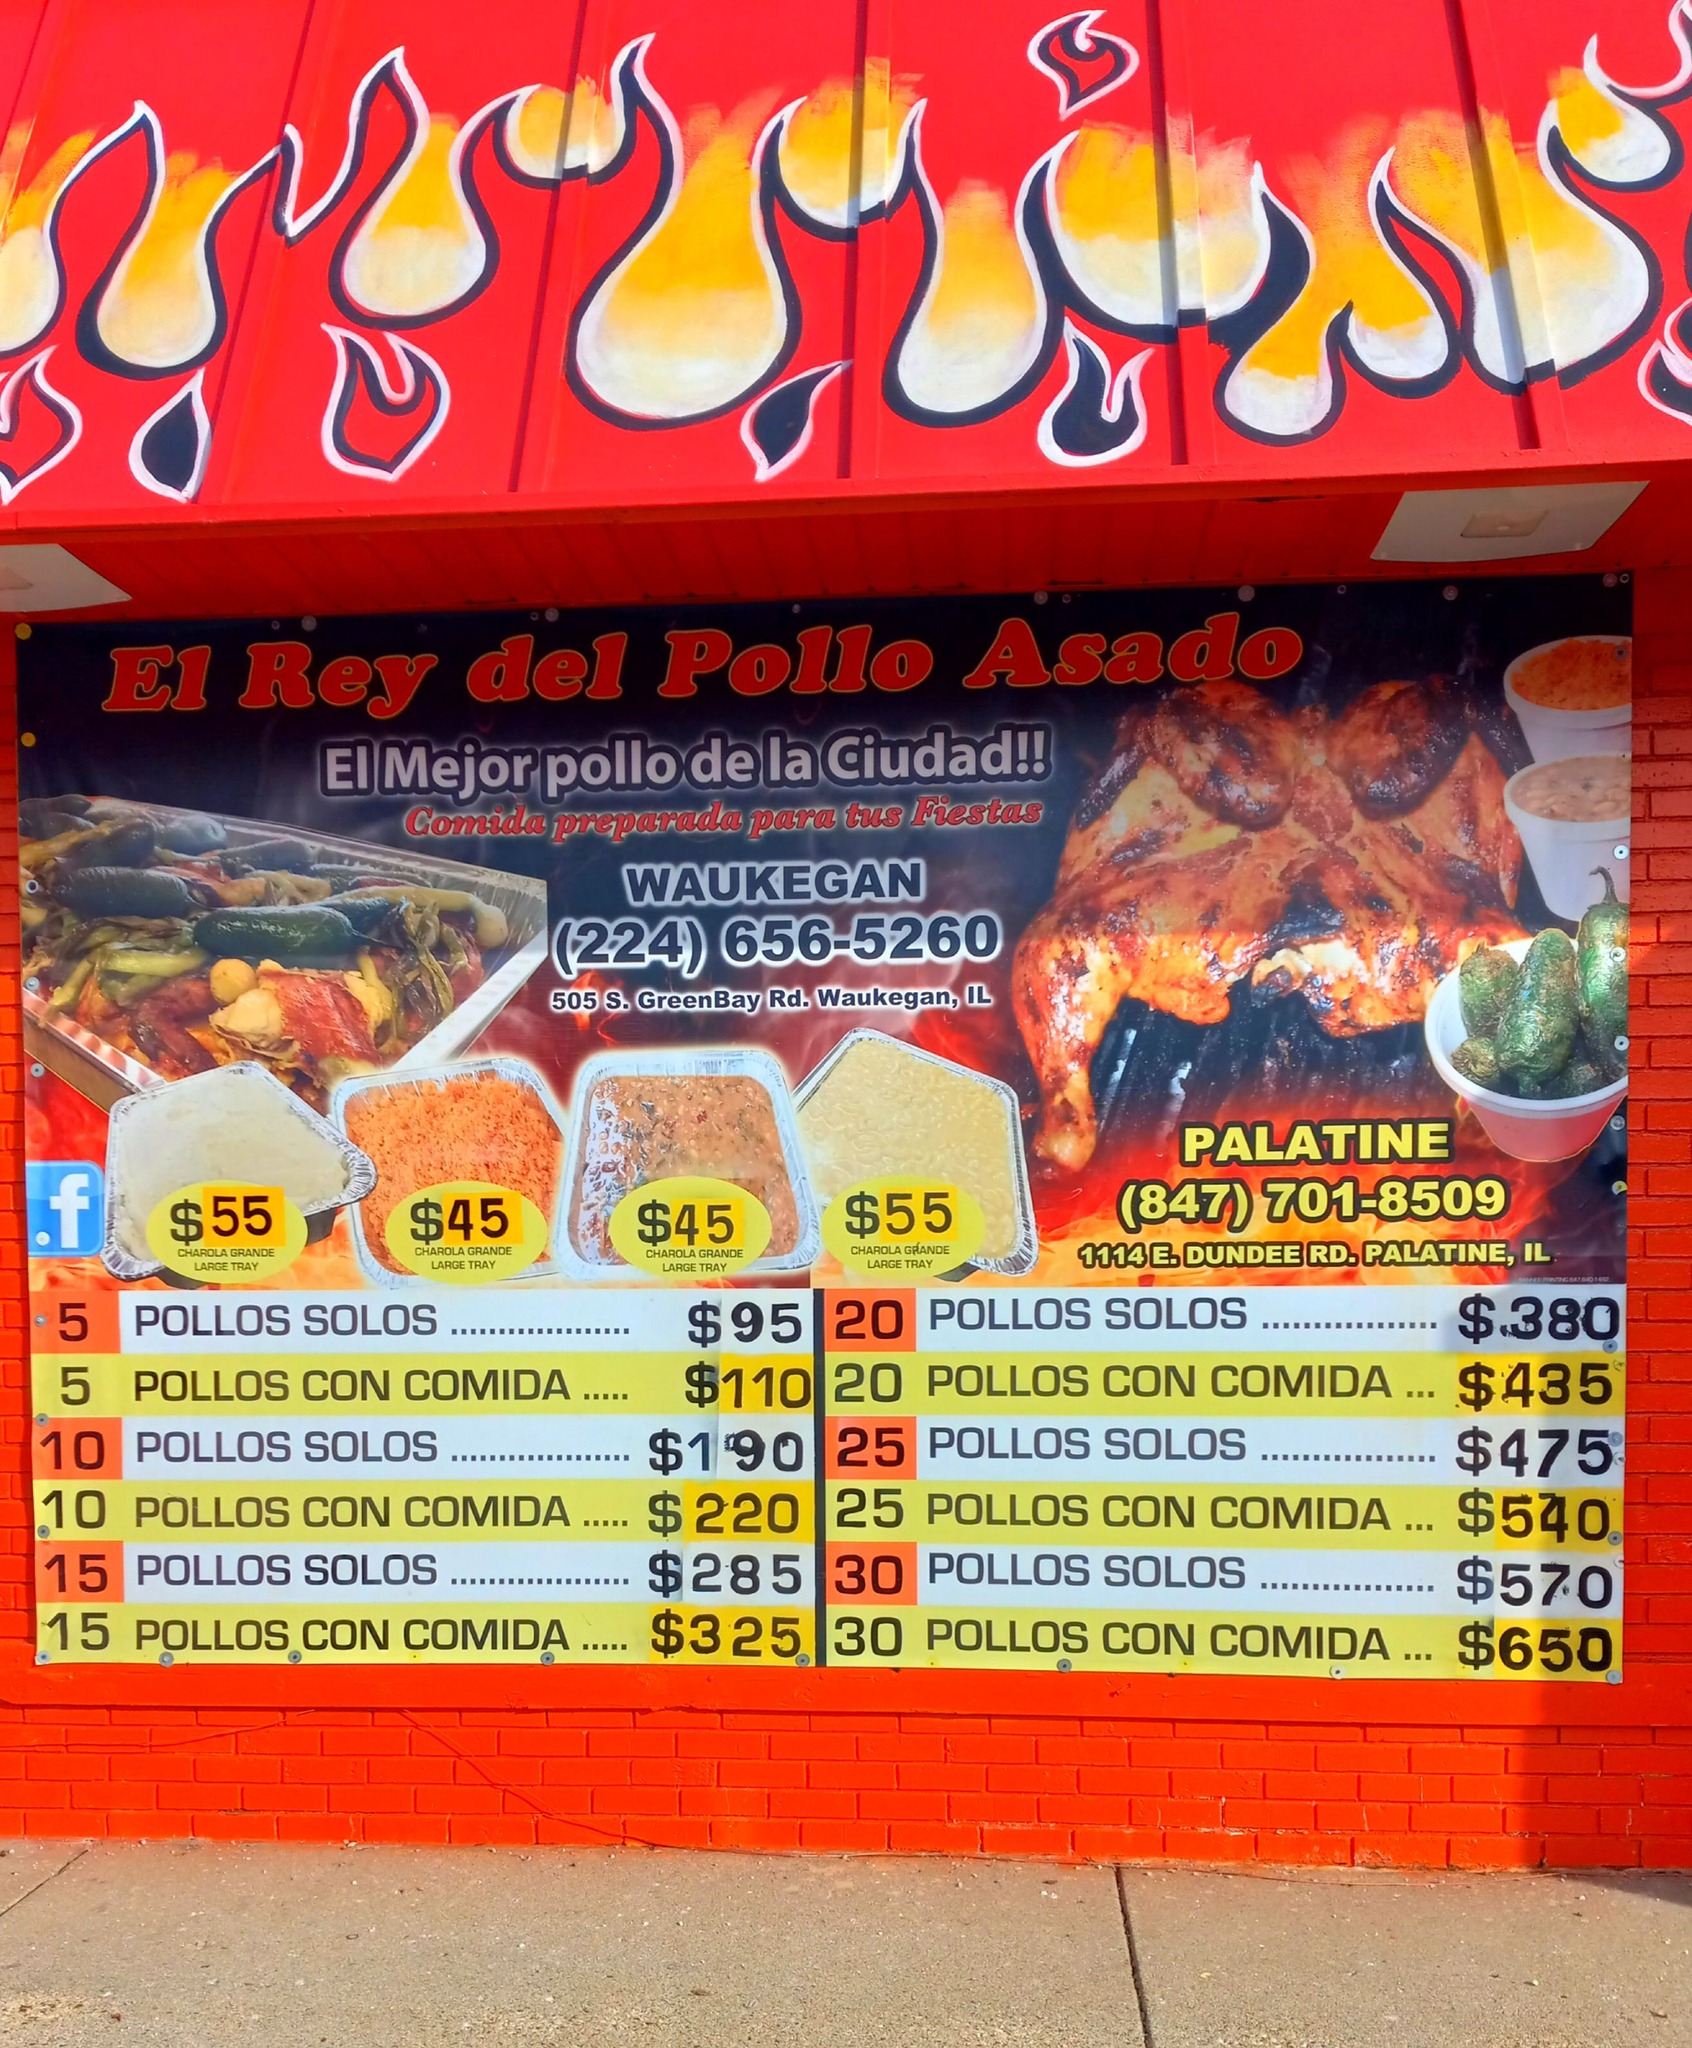 El Rey del Pollo Asado
El Mejor pollo de la Ciudad!!
Comida preparada para tus Fiestas
WAUKEGAN
(224) 656-5260
505 S. GreenBay Rd. Waukegan, IL
PALATINE
(847) 701-8509
1114 E. DUNDEE RD. PALATINE, IL
f
$55
CHAROLA GRANDE
LARGE TRAY
$45
CHAROLA GRANDE
LARGE TRAY
$45
CHAROLA GRANDE
LARGE TRAY
$55
CHAROLA GRANDE
LARGE TRAY
5 POLLOS SOLOS ................... $95
5 POLLOS CON COMIDA ..... $110
10 POLLOS SOLOS ................... $190
10 POLLOS CON COMIDA ..... $220
15 POLLOS SOLOS ................... $285
15 POLLOS CON COMIDA ..... $325
20 POLLOS SOLOS ................. $380
20 POLLOS CON COMIDA ... $435
25 POLLOS SOLOS ................. $475
25 POLLOS CON COMIDA ... $540
30 POLLOS SOLOS ................. $570
30 POLLOS CON COMIDA ... $650